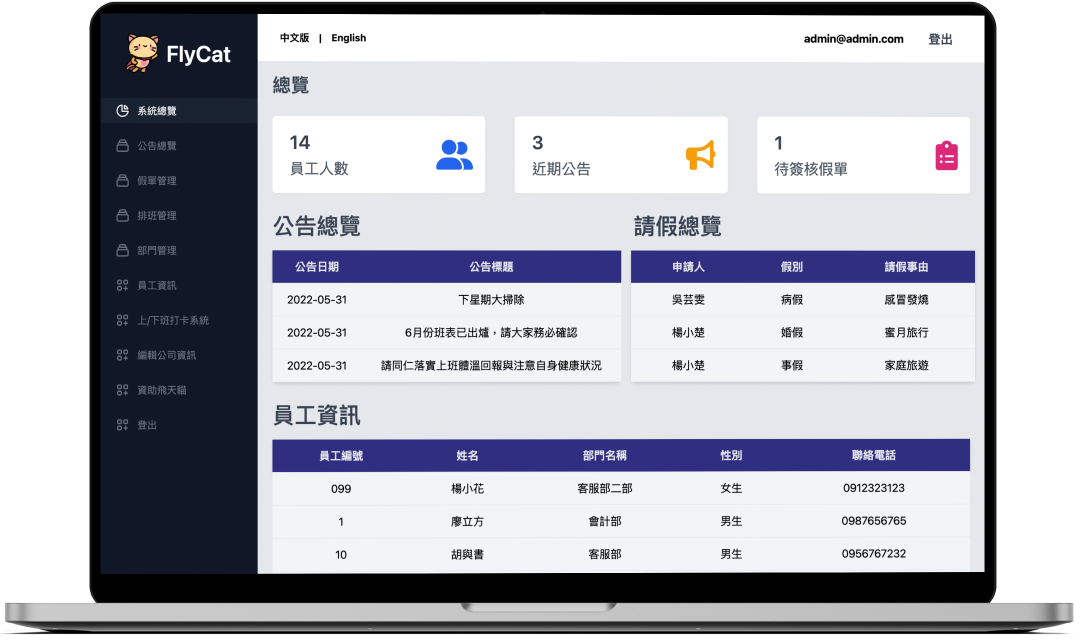 FlyCat
中文版 | English
admin@admin.com 登出
系統總覽
公告總覽
假單管理
排班管理
部門管理
員工資訊
上/下班打卡系統
編輯公司資訊
資助飛天貓
登出
總覽
14
員工人數
3
近期公告
1
待簽核假單
公告總覽
公告日期 公告標題
2022-05-31 下星期大掃除
2022-05-31 6月份班表已出爐，請大家務必確認
2022-05-31 請同仁落實上班體溫回報與注意自身健康狀況
請假總覽
申請人 假別 請假事由
吳芸雯 病假 感冒發燒
楊小楚 婚假 蜜月旅行
楊小楚 事假 家庭旅遊
員工資訊
員工編號 姓名 部門名稱 性別 聯絡電話
099 楊小花 客服部二部 女生 0912323123
1 廖立方 會計部 男生 0987656765
10 胡與書 客服部 男生 0956767232